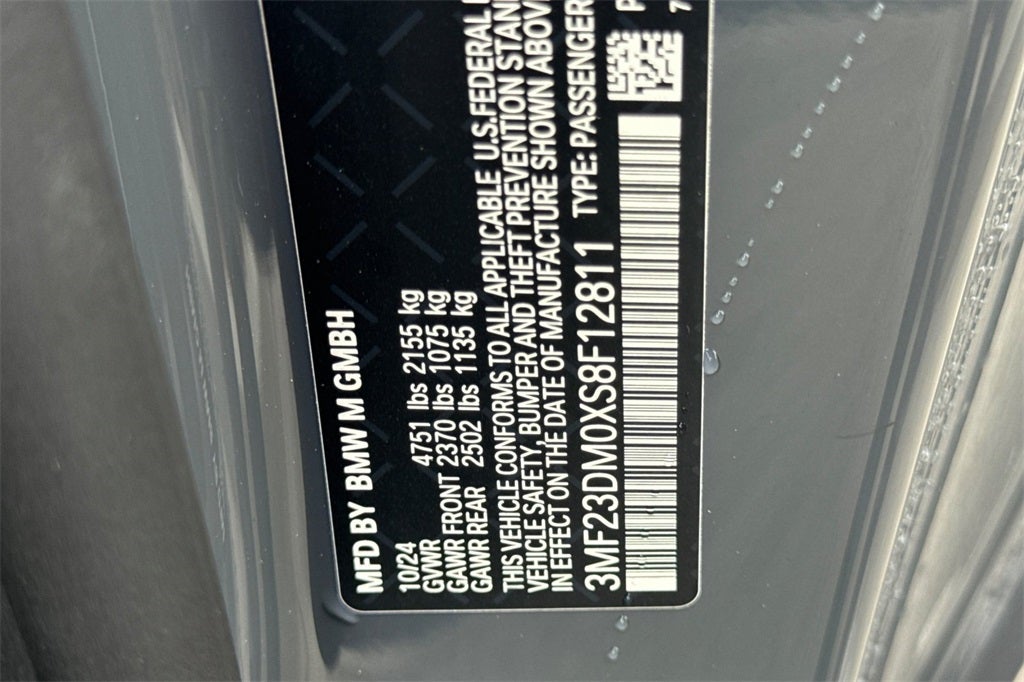 MFD BY BMW M GMBH
10/24
GVWR 4751 lbs 2155 kg
GAWR FRONT 2370 lbs 1075 kg
GAWR REAR 2502 lbs 1135 kg
THIS VEHICLE CONFORMS TO ALL APPLICABLE U.S.FEDERAL
VEHICLE SAFETY, BUMPER AND THEFT PREVENTION STAN
IN EFFECT ON THE DATE OF MANUFACTURE SHOWN ABOV
3MF23DM0XS8F12811 TYPE: PASSENGER